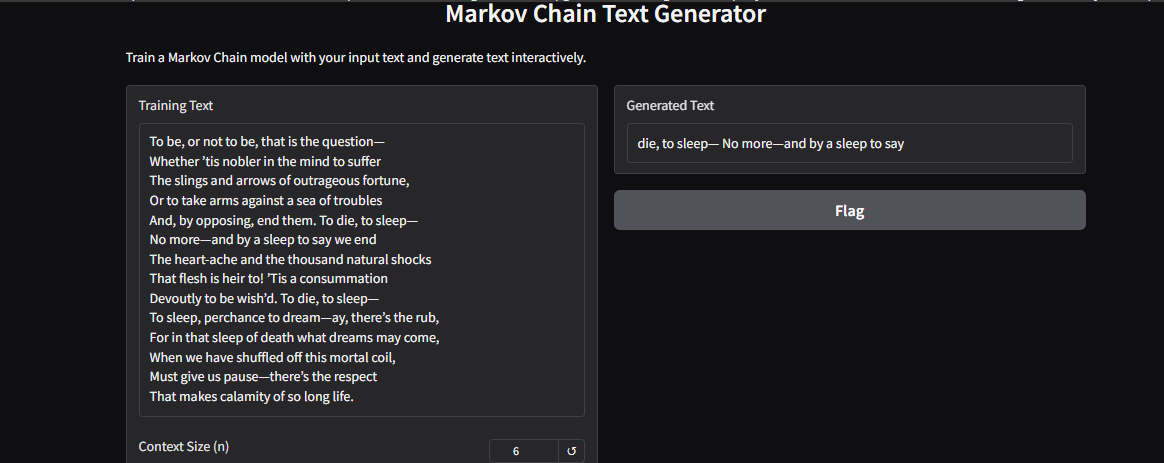 Markov Chain Text Generator
Train a Markov Chain model with your input text and generate text interactively.
Training Text
To be, or not to be, that is the question—
Whether ’tis nobler in the mind to suffer
The slings and arrows of outrageous fortune,
Or to take arms against a sea of troubles
And, by opposing, end them. To die, to sleep—
No more—and by a sleep to say we end
The heart-ache and the thousand natural shocks
That flesh is heir to! ’Tis a consummation
Devoutly to be wish’d. To die, to sleep—
To sleep, perchance to dream—ay, there’s the rub,
For in that sleep of death what dreams may come,
When we have shuffled off this mortal coil,
Must give us pause—there’s the respect
That makes calamity of so long life.
Context Size (n)
6
Generated Text
die, to sleep— No more—and by a sleep to say
Flag